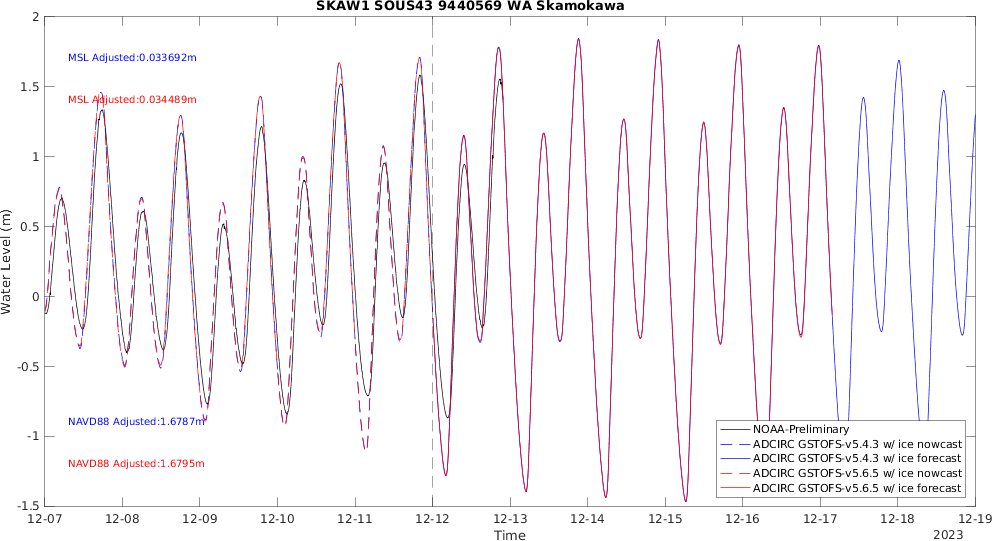 SKAW1 SOUS43 9440569 WA Skamokawa
2
1.5
1
0.5
0
-0.5
-1
-1.5
Water Level (m)
MSL Adjusted:0.033692m
MSL Adjusted:0.034489m
NAVD88 Adjusted:1.6787m
NAVD88 Adjusted:1.6795m
NOAA-Preliminary
ADCIRC GSTOFS-v5.4.3 w/ ice nowcast
ADCIRC GSTOFS-v5.4.3 w/ ice forecast
ADCIRC GSTOFS-v5.6.5 w/ ice nowcast
ADCIRC GSTOFS-v5.6.5 w/ ice forecast
12-07 12-08 12-09 12-10 12-11 12-12 12-13 12-14 12-15 12-16 12-17 12-18 12-19
Time
2023